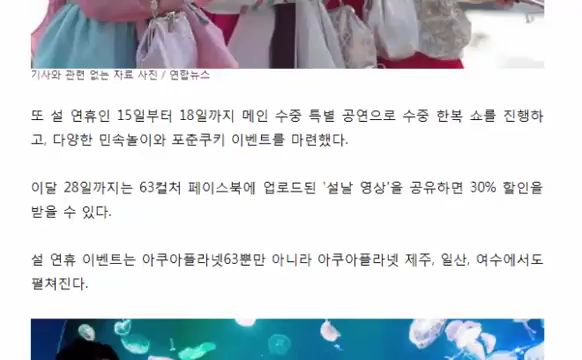 기사와 관련 없는 자료 사진 / 연합뉴스
또 설 연휴인 15일부터 18일까지 메인 수중 특별 공연으로 수중 한복 쇼를 진행하
고, 다양한 민속놀이와 포춘쿠키 이벤트를 마련했다.
이달 28일까지는 63컬처 페이스북에 업로드된 '설날 영상'을 공유하면 30% 할인을
받을 수 있다.
설 연휴 이벤트는 아쿠아플라넷63뿐만 아니라 아쿠아플라넷 제주, 일산, 여수에서도
펼쳐진다.